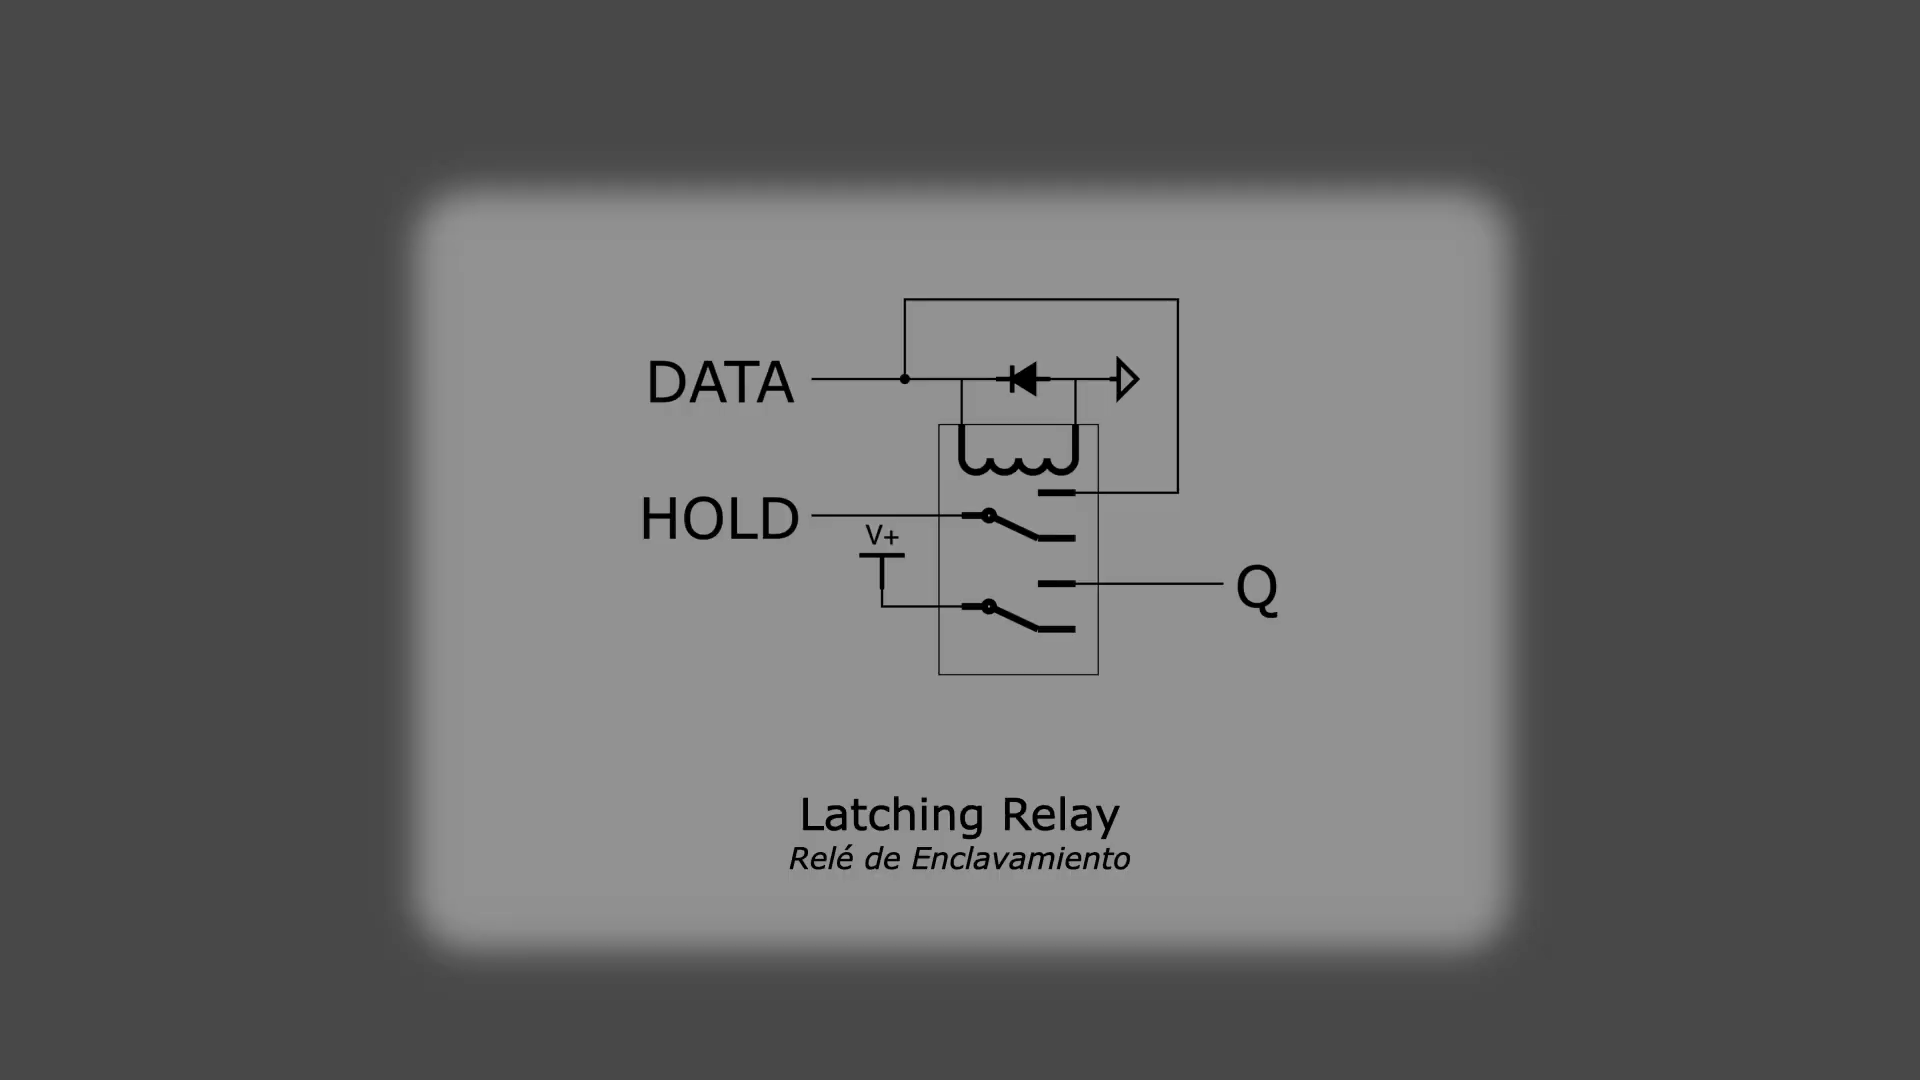 DATA
HOLD
V+
Q
Latching Relay
Relé de Enclavamiento